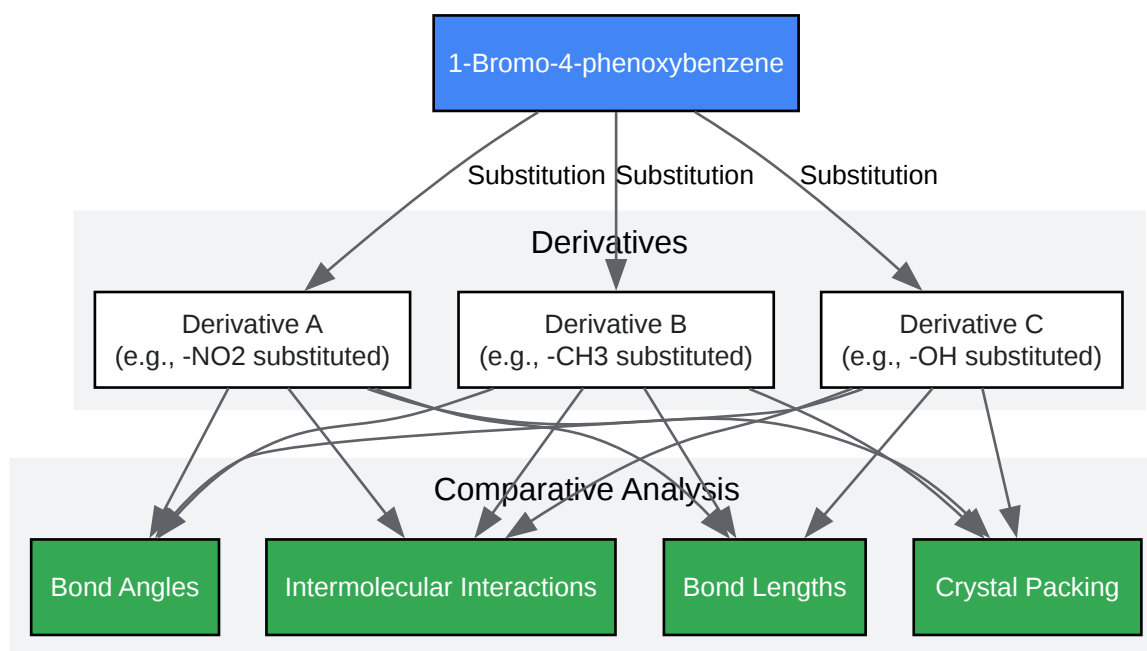 1-Bromo-4-phenoxybenzene
Substitution
Substitution
Substitution
Derivatives
Derivative A
(e.g., -NO2 substituted)
Derivative B
(e.g., -CH3 substituted)
Derivative C
(e.g., -OH substituted)
Comparative Analysis
Bond Angles
Intermolecular Interactions
Bond Lengths
Crystal Packing